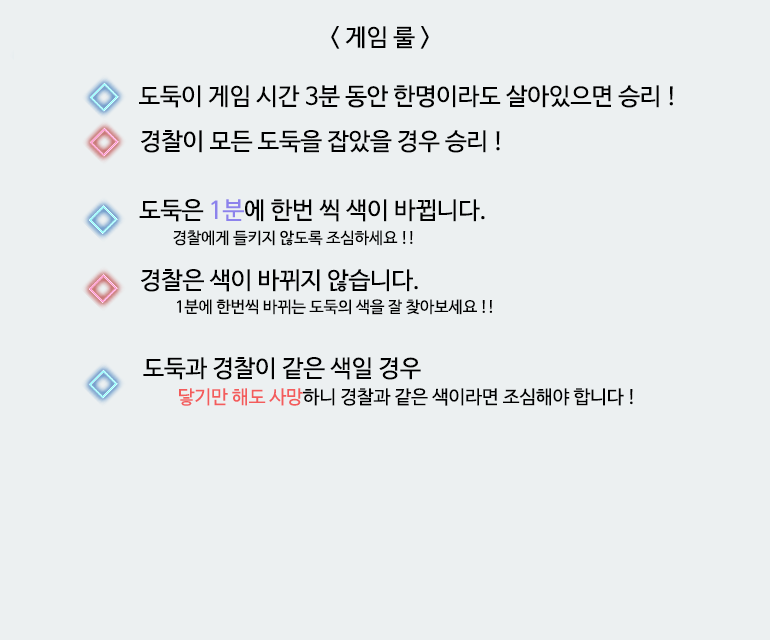 < 게임 룰 >
도둑이 게임 시간 3분 동안 한명이라도 살아있으면 승리 !
경찰이 모든 도둑을 잡았을 경우 승리 !
도둑은 1분에 한번 씩 색이 바뀝니다.
경찰에게 들키지 않도록 조심하세요 !!
경찰은 색이 바뀌지 않습니다.
1분에 한번씩 바뀌는 도둑의 색을 잘 찾아보세요 !!
도둑과 경찰이 같은 색일 경우
닿기만 해도 사망하니 경찰과 같은 색이라면 조심해야 합니다 !